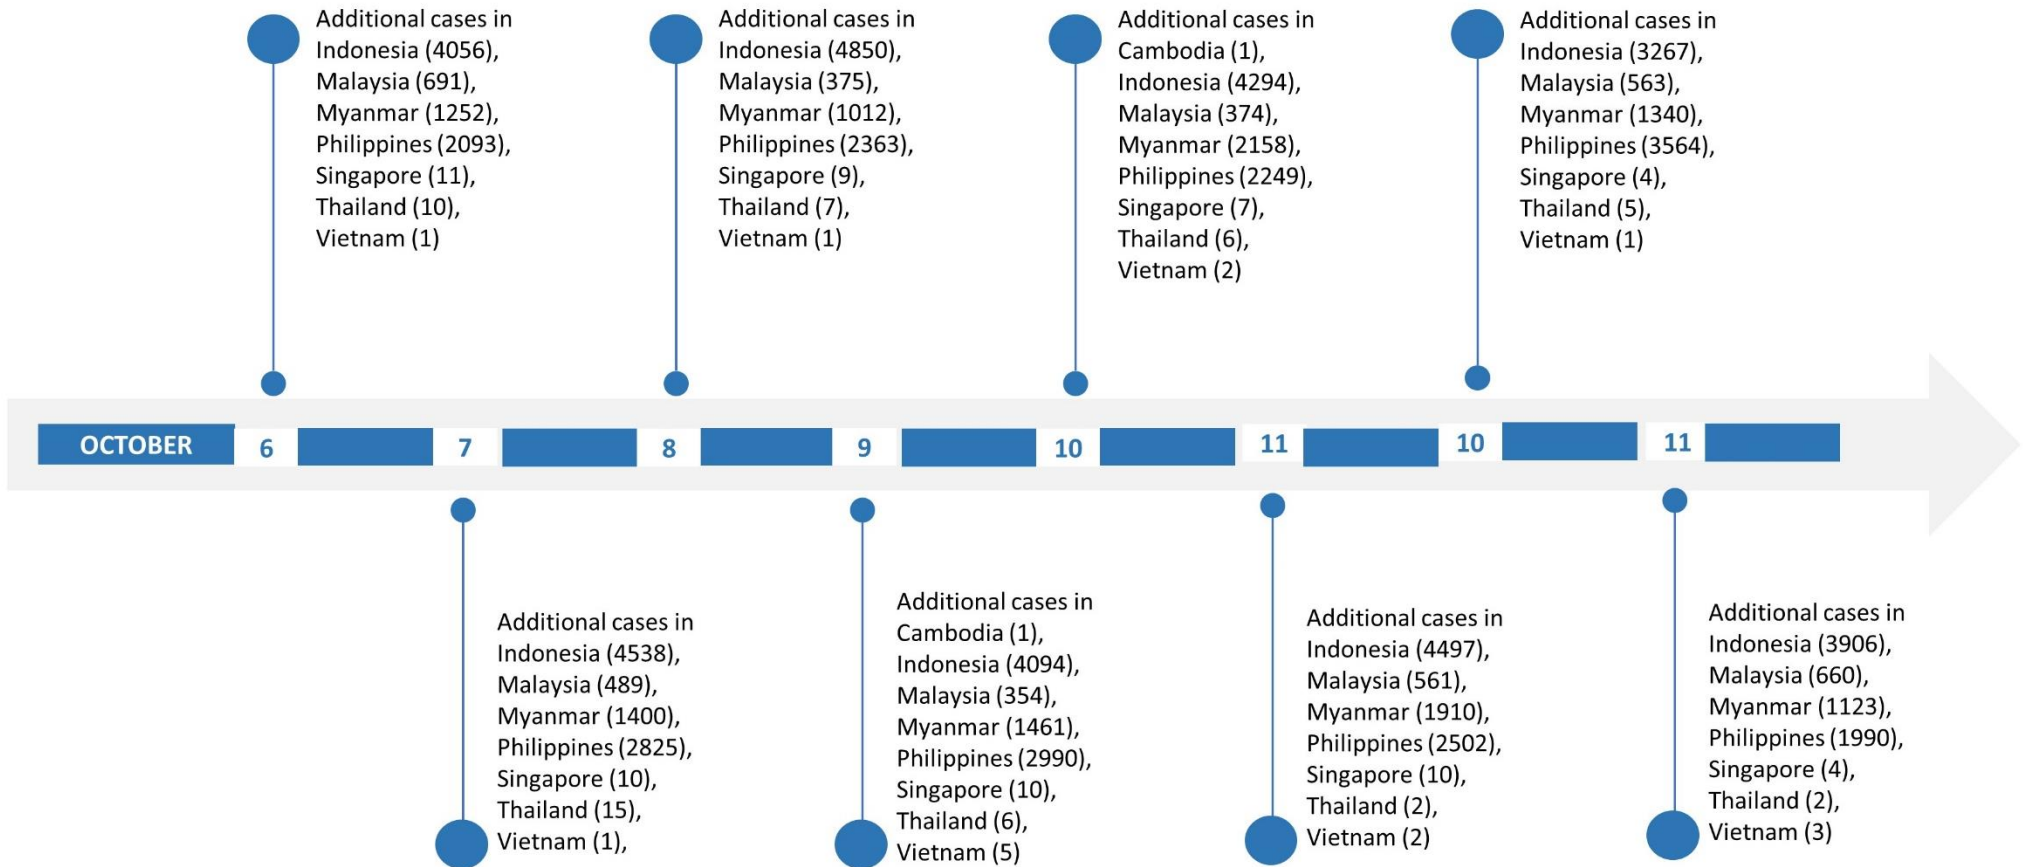 Additional cases in
Indonesia (4056),
Malaysia (691),
Myanmar (1252),
Philippines (2093),
Singapore (11),
Thailand (10),
Vietnam (1)
Additional cases in
Indonesia (4850),
Malaysia (375),
Myanmar (1012),
Philippines (2363),
Singapore (9),
Thailand (7),
Vietnam (1)
Additional cases in
Cambodia (1),
Indonesia (4294),
Malaysia (374),
Myanmar (2158),
Philippines (2249),
Singapore (7),
Thailand (6),
Vietnam (2)
Additional cases in
Indonesia (3267),
Malaysia (563),
Myanmar (1340),
Philippines (3564),
Singapore (4),
Thailand (5),
Vietnam (1)
OCTOBER 6 7 8 9 10 11 10 11
Additional cases in
Indonesia (4538),
Malaysia (489),
Myanmar (1400),
Philippines (2825),
Singapore (10),
Thailand (15),
Vietnam (1),
Additional cases in
Cambodia (1),
Indonesia (4094),
Malaysia (354),
Myanmar (1461),
Philippines (2990),
Singapore (10),
Thailand (6),
Vietnam (5)
Additional cases in
Indonesia (4497),
Malaysia (561),
Myanmar (1910),
Philippines (2502),
Singapore (10),
Thailand (2),
Vietnam (2)
Additional cases in
Indonesia (3906),
Malaysia (660),
Myanmar (1123),
Philippines (1990),
Singapore (4),
Thailand (2),
Vietnam (3)